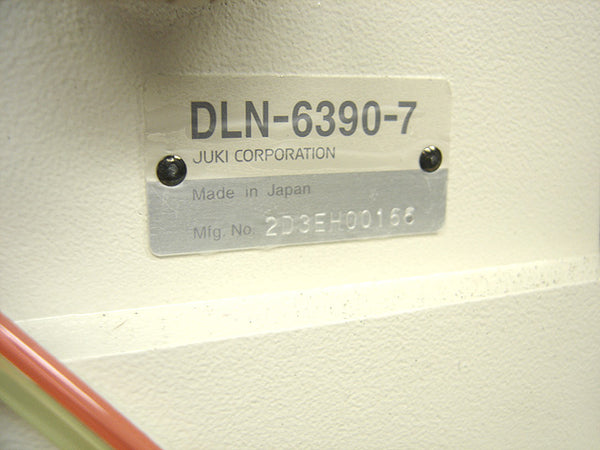 DLN-6390-7
JUKI CORPORATION
Made in Japan
Mfg. No. 2D3EH00166